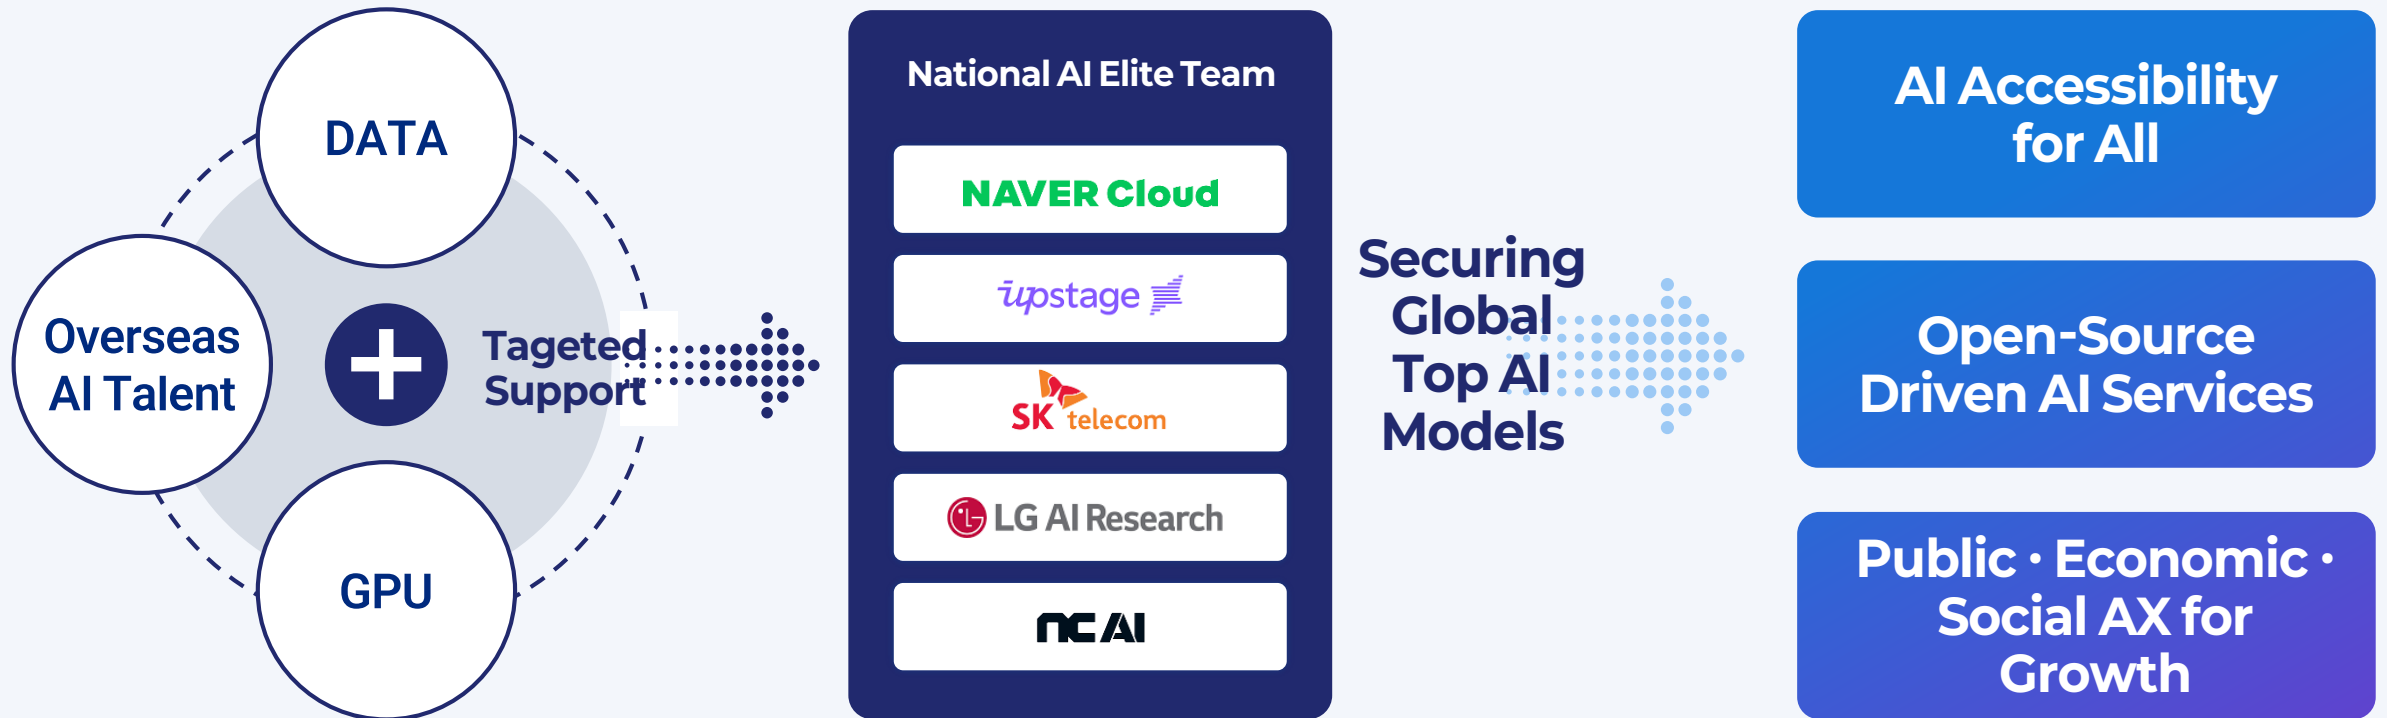 DATA
Overseas
AI Talent
GPU
Tageted
Support
National AI Elite Team
NAVER Cloud
upstage
SK telecom
LG AI Research
NC AI
Securing
Global
Top AI
Models
AI Accessibility
for All
Open-Source
Driven AI Services
Public · Economic ·
Social AX for
Growth